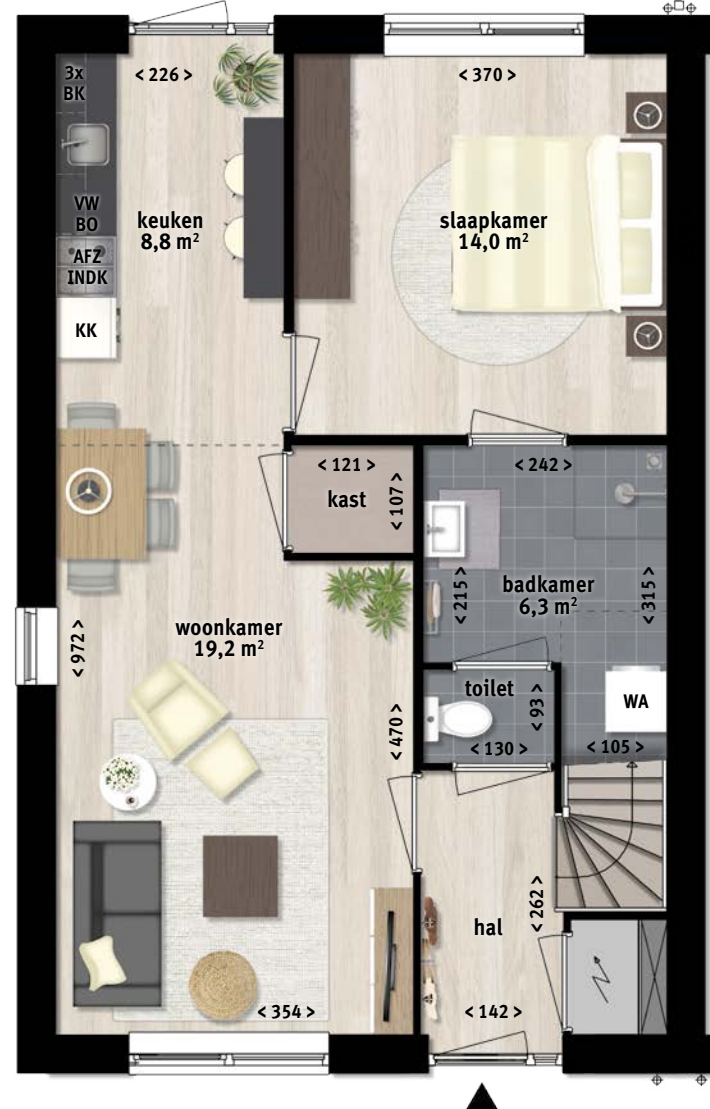 3x
BK
< 226 >
< 370 >
VW
BO
keuken
8,8 m²
slaapkamer
14,0 m²
AFZ
INDK
KK
< 121 >
kast
< 107 >
< 242 >
< 215 >
badkamer
6,3 m²
< 315 >
woonkamer
19,2 m²
< 972 >
toilet
< 93 >
< 130 >
WA
< 105 >
< 470 >
hal
< 262 >
< 354 >
< 142 >